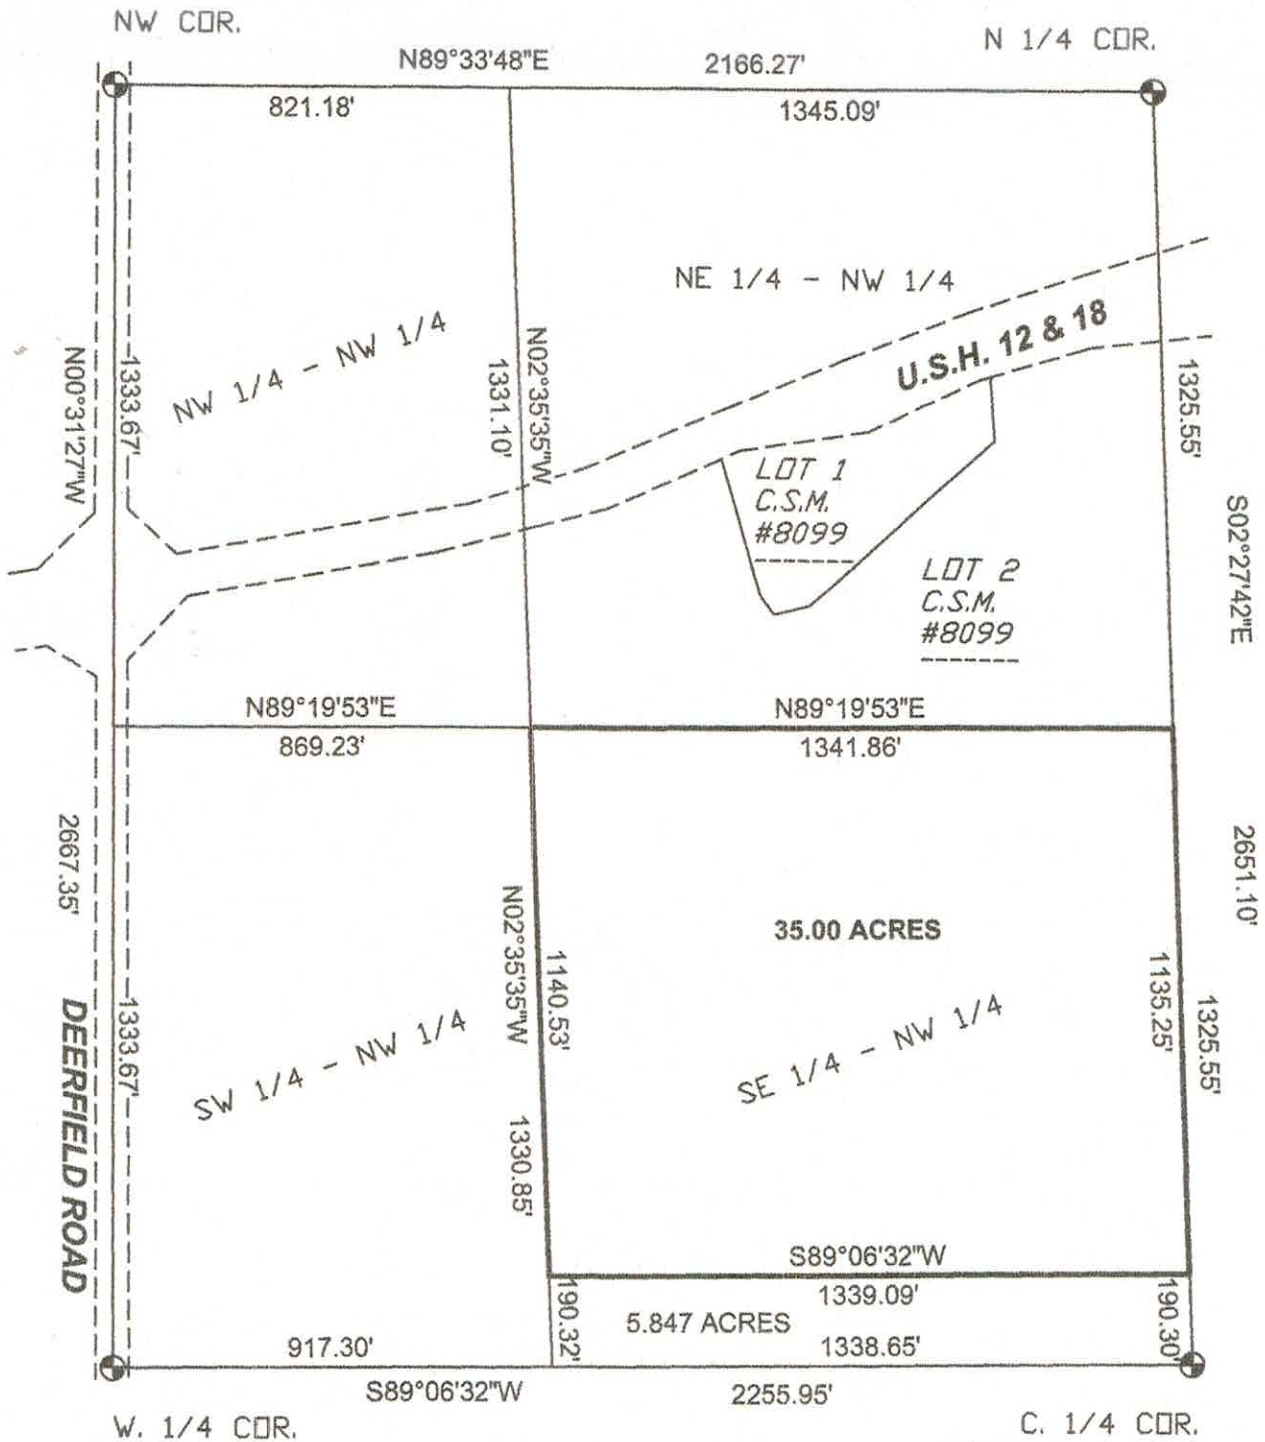 NW COR.
N 1/4 COR.
N89°33'48"E
2166.27'
821.18'
1345.09'
NE 1/4 - NW 1/4
U.S.H. 12 & 18
NW 1/4 - NW 1/4
N00°31'27"W
1333.67'
1331.10'
N02°35'35"W
1325.55'
S02°27'42"E
LOT 1
C.S.M.
#8099
LOT 2
C.S.M.
#8099
N89°19'53"E
869.23'
N89°19'53"E
1341.86'
2667.35'
DEERFIELD ROAD
1333.67'
SW 1/4 - NW 1/4
N02°35'35"W
1140.53'
1330.85'
35.00 ACRES
SE 1/4 - NW 1/4
1135.25'
1325.55'
2651.10'
S89°06'32"W
1339.09'
190.32'
5.847 ACRES
1338.65'
190.30'
917.30'
S89°06'32"W
2255.95'
W. 1/4 COR.
C. 1/4 COR.